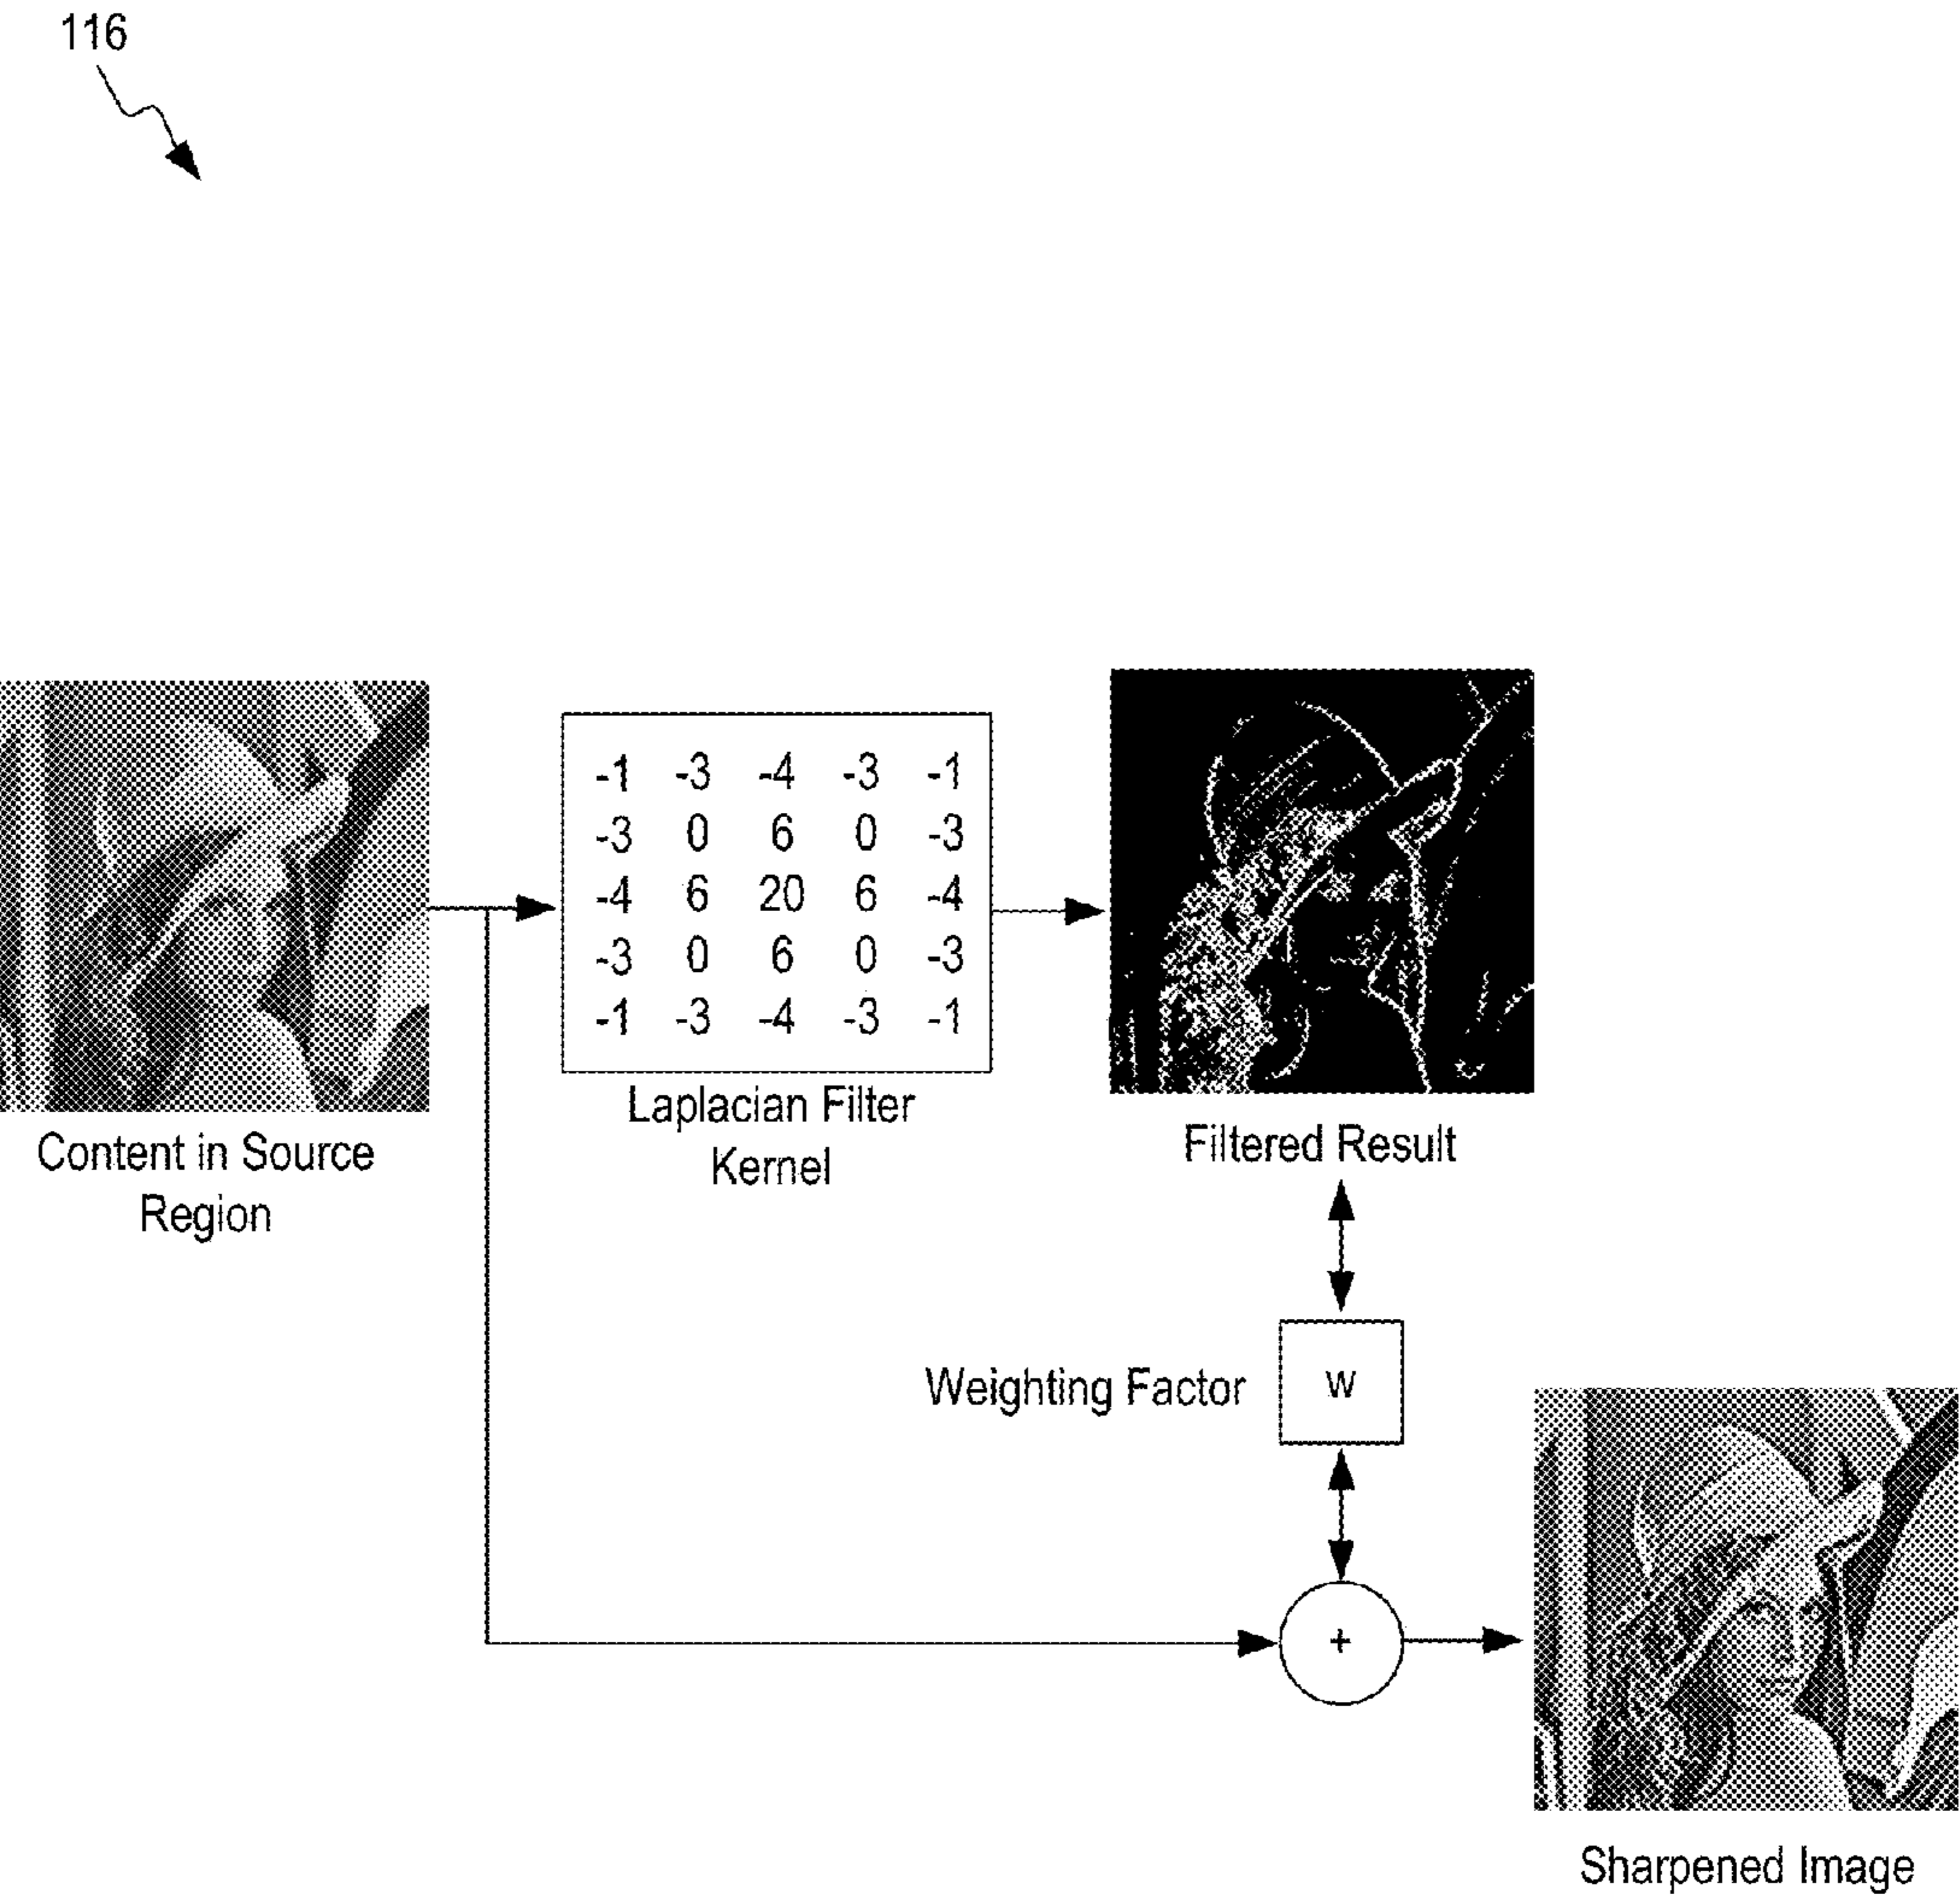 116
-1 -3 -4 -3 -1
-3 0 6 0 -3
-4 6 20 6 -4
-3 0 6 0 -3
-1 -3 -4 -3 -1
Laplacian Filter
Kernel
Content in Source
Region
Filtered Result
Weighting Factor
w
+
Sharpened Image